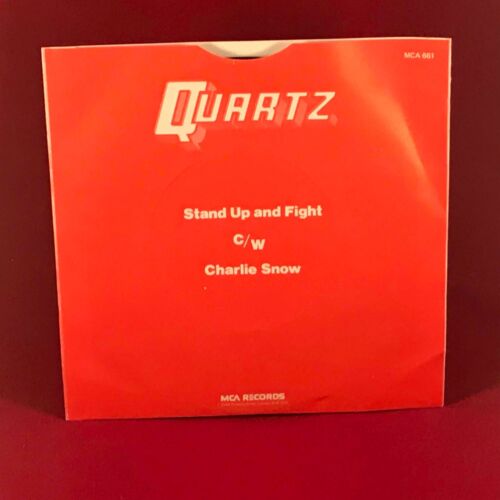 MCA 661
QUARTZ
Stand Up and Fight
C/W
Charlie Snow
MCA RECORDS